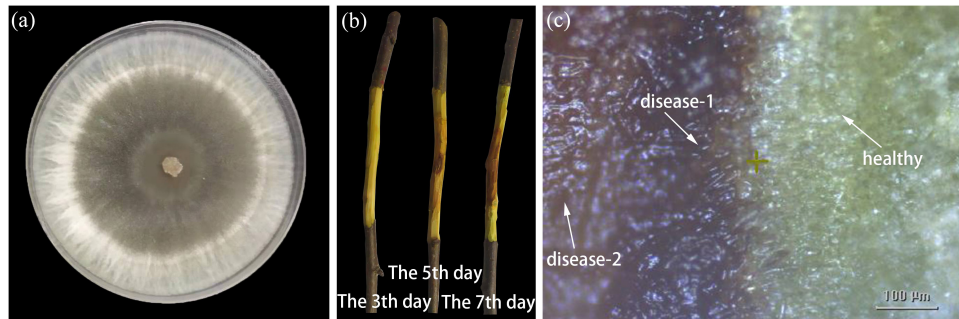 (a)
(b)
(c)
disease-1
healthy
disease-2
The 5th day
The 3th day
The 7th day
100 μm